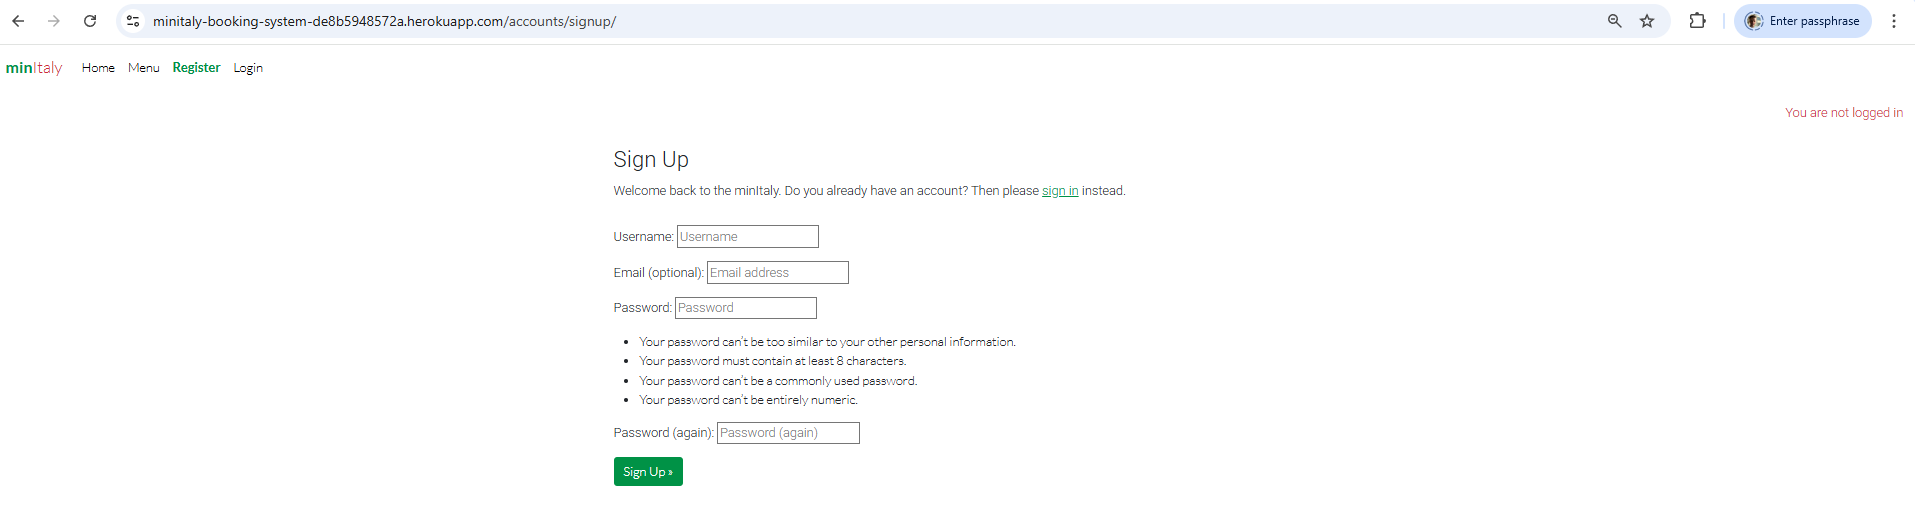 minitaly-booking-system-de8b5948572a.herokuapp.com/accounts/signup/ Enter passphrase
minItaly Home Menu Register Login
You are not logged in
Sign Up
Welcome back to the minItaly. Do you already have an account? Then please sign in instead.
Username: Username
Email (optional): Email address
Password: Password
• Your password can't be too similar to your other personal information.
• Your password must contain at least 8 characters.
• Your password can't be a commonly used password.
• Your password can't be entirely numeric.
Password (again): Password (again)
Sign Up »